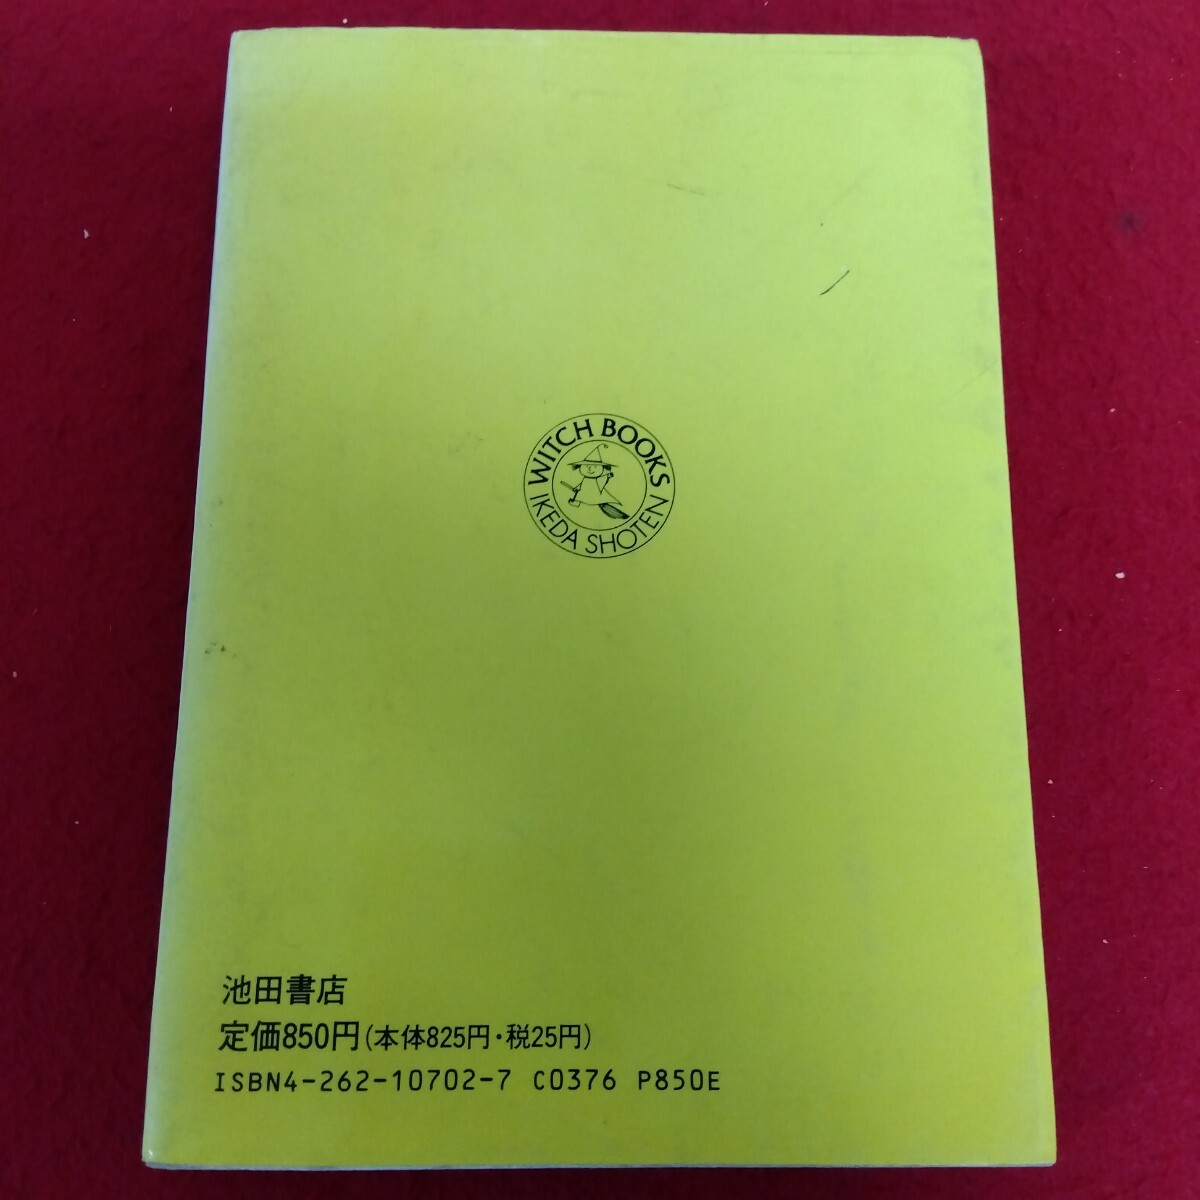 WITCH BOOKS
IKEDA SHOTEN
池田書店
定価850円(本体825円・税25円)
ISBN4-262-10702-7 C0376 P850E